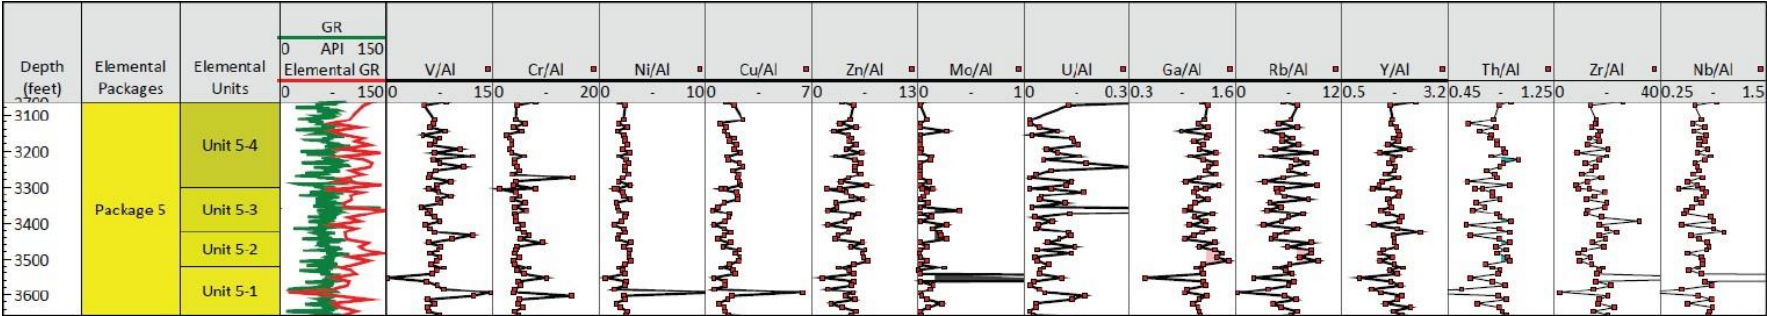 GR
0 API 150
Depth Elemental Elemental Elemental GR V/Al Cr/Al Ni/Al Cu/Al Zn/Al Mo/Al U/Al Ga/Al Rb/Al Y/Al Th/Al Zr/Al Nb/Al
(feet) Packages Units 0 - 150 0 - 15 0 - 20 0 - 10 0 - 7 0 - 13 0 - 1 0 - 0.3 0.3 - 1.6 0 - 12 0.5 - 3.2 0.45 - 1.25 0 - 40 0.25 - 1.5
3100
Unit 5-4
3200
3300
Package 5 Unit 5-3
3400
Unit 5-2
3500
Unit 5-1
3600